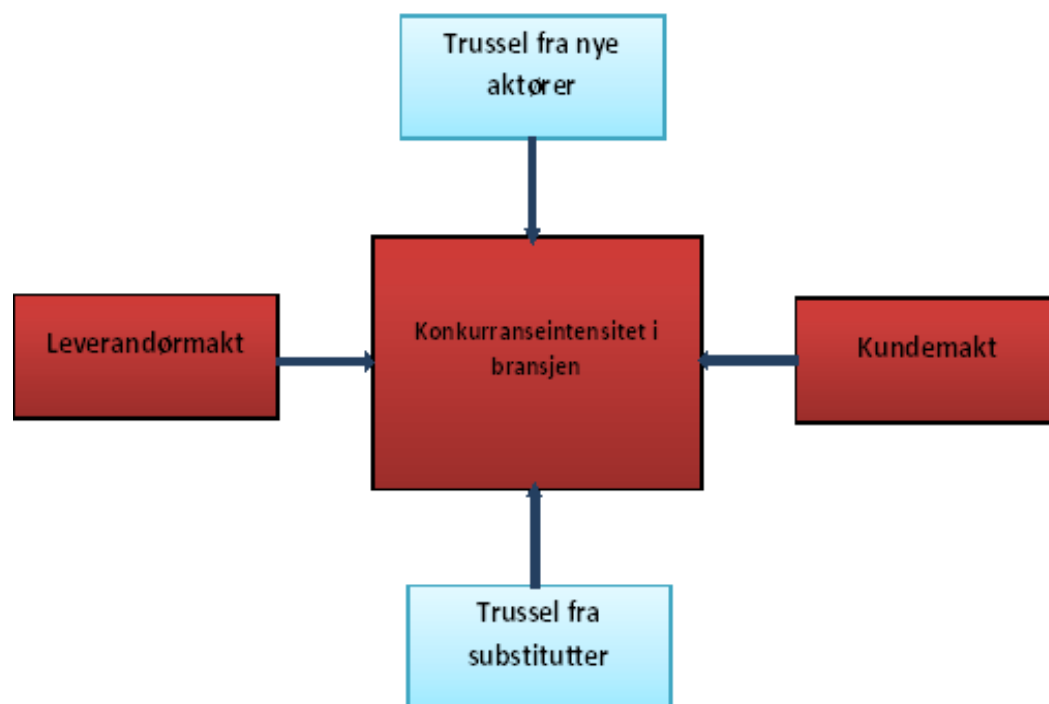 Trussel fra nye
aktører
Leverandørmakt
Konkurranseintensitet i
bransjen
Kundemakt
Trussel fra
substitutter